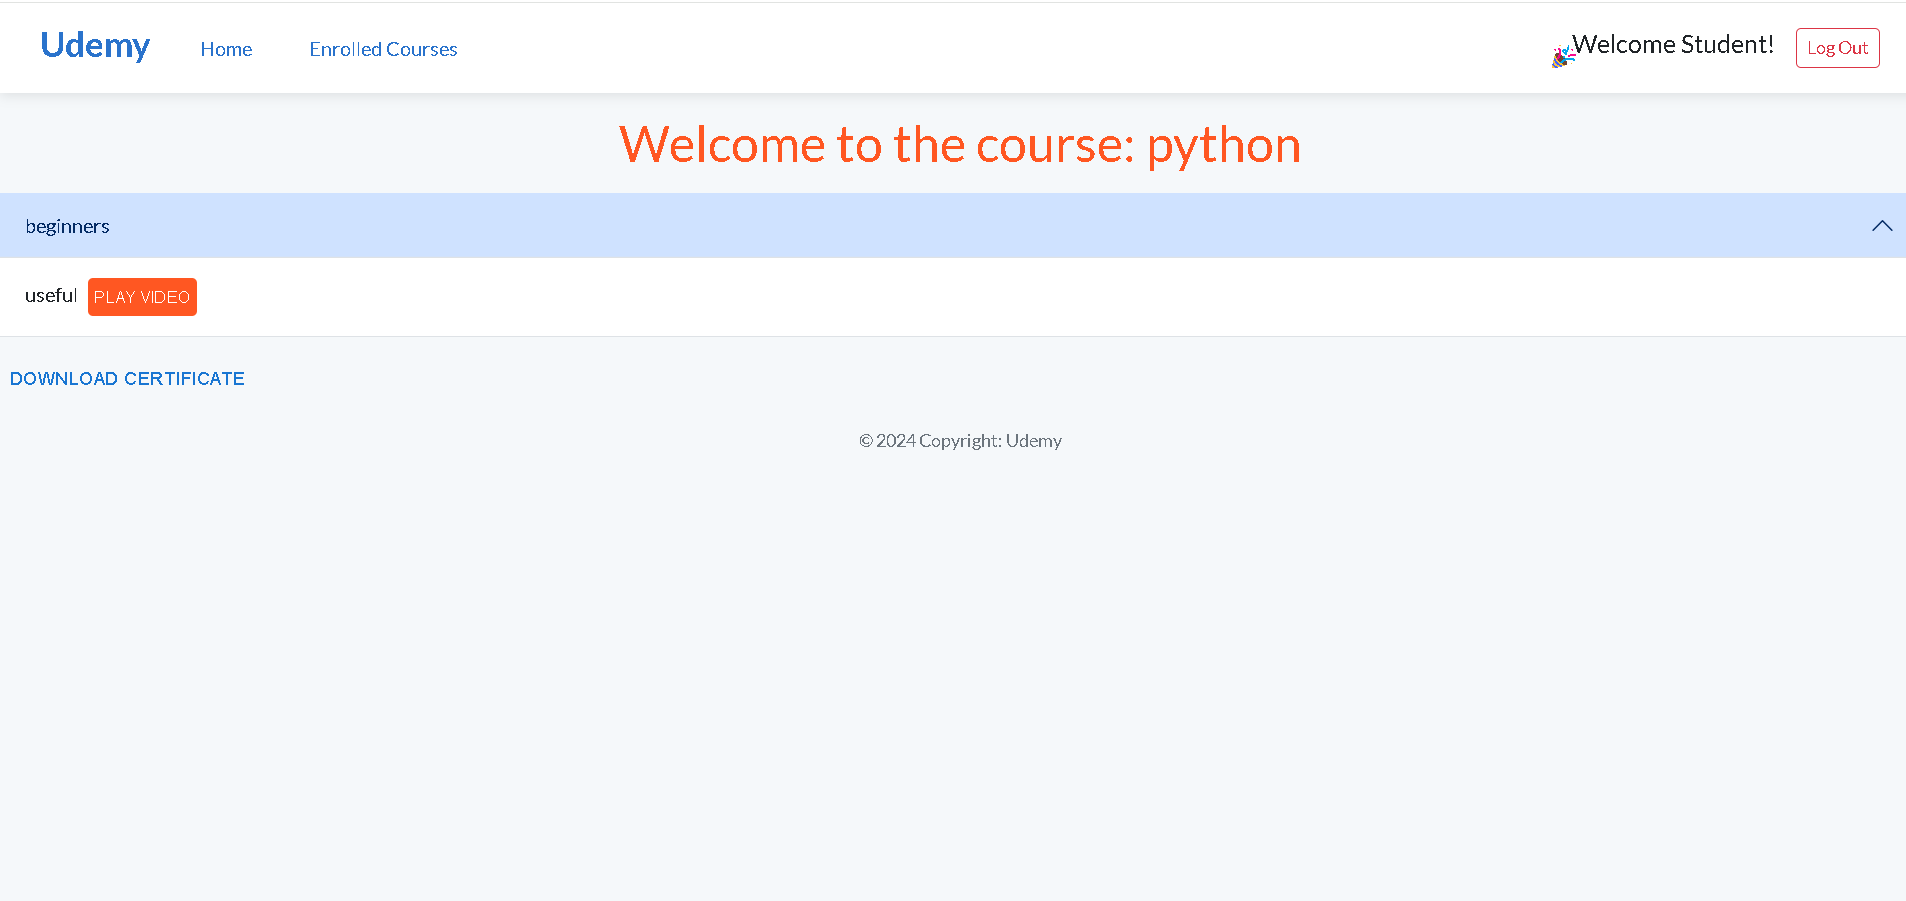 Udemy Home Enrolled Courses 🎉Welcome Student! Log Out
Welcome to the course: python
beginners
useful PLAY VIDEO
DOWNLOAD CERTIFICATE
© 2024 Copyright: Udemy